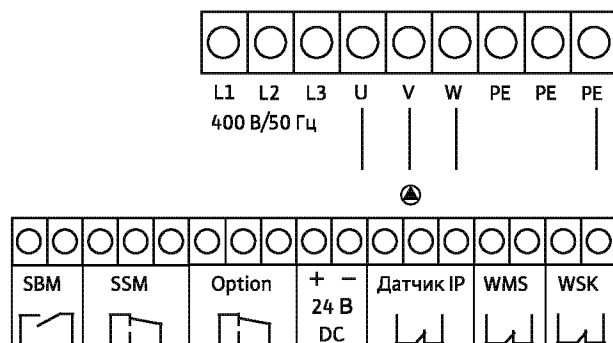 L1 L2 L3 U V W PE PE PE
400 В/50 Гц
SBM SSM Option + − Датчик IP WMS WSK
24 В
DC